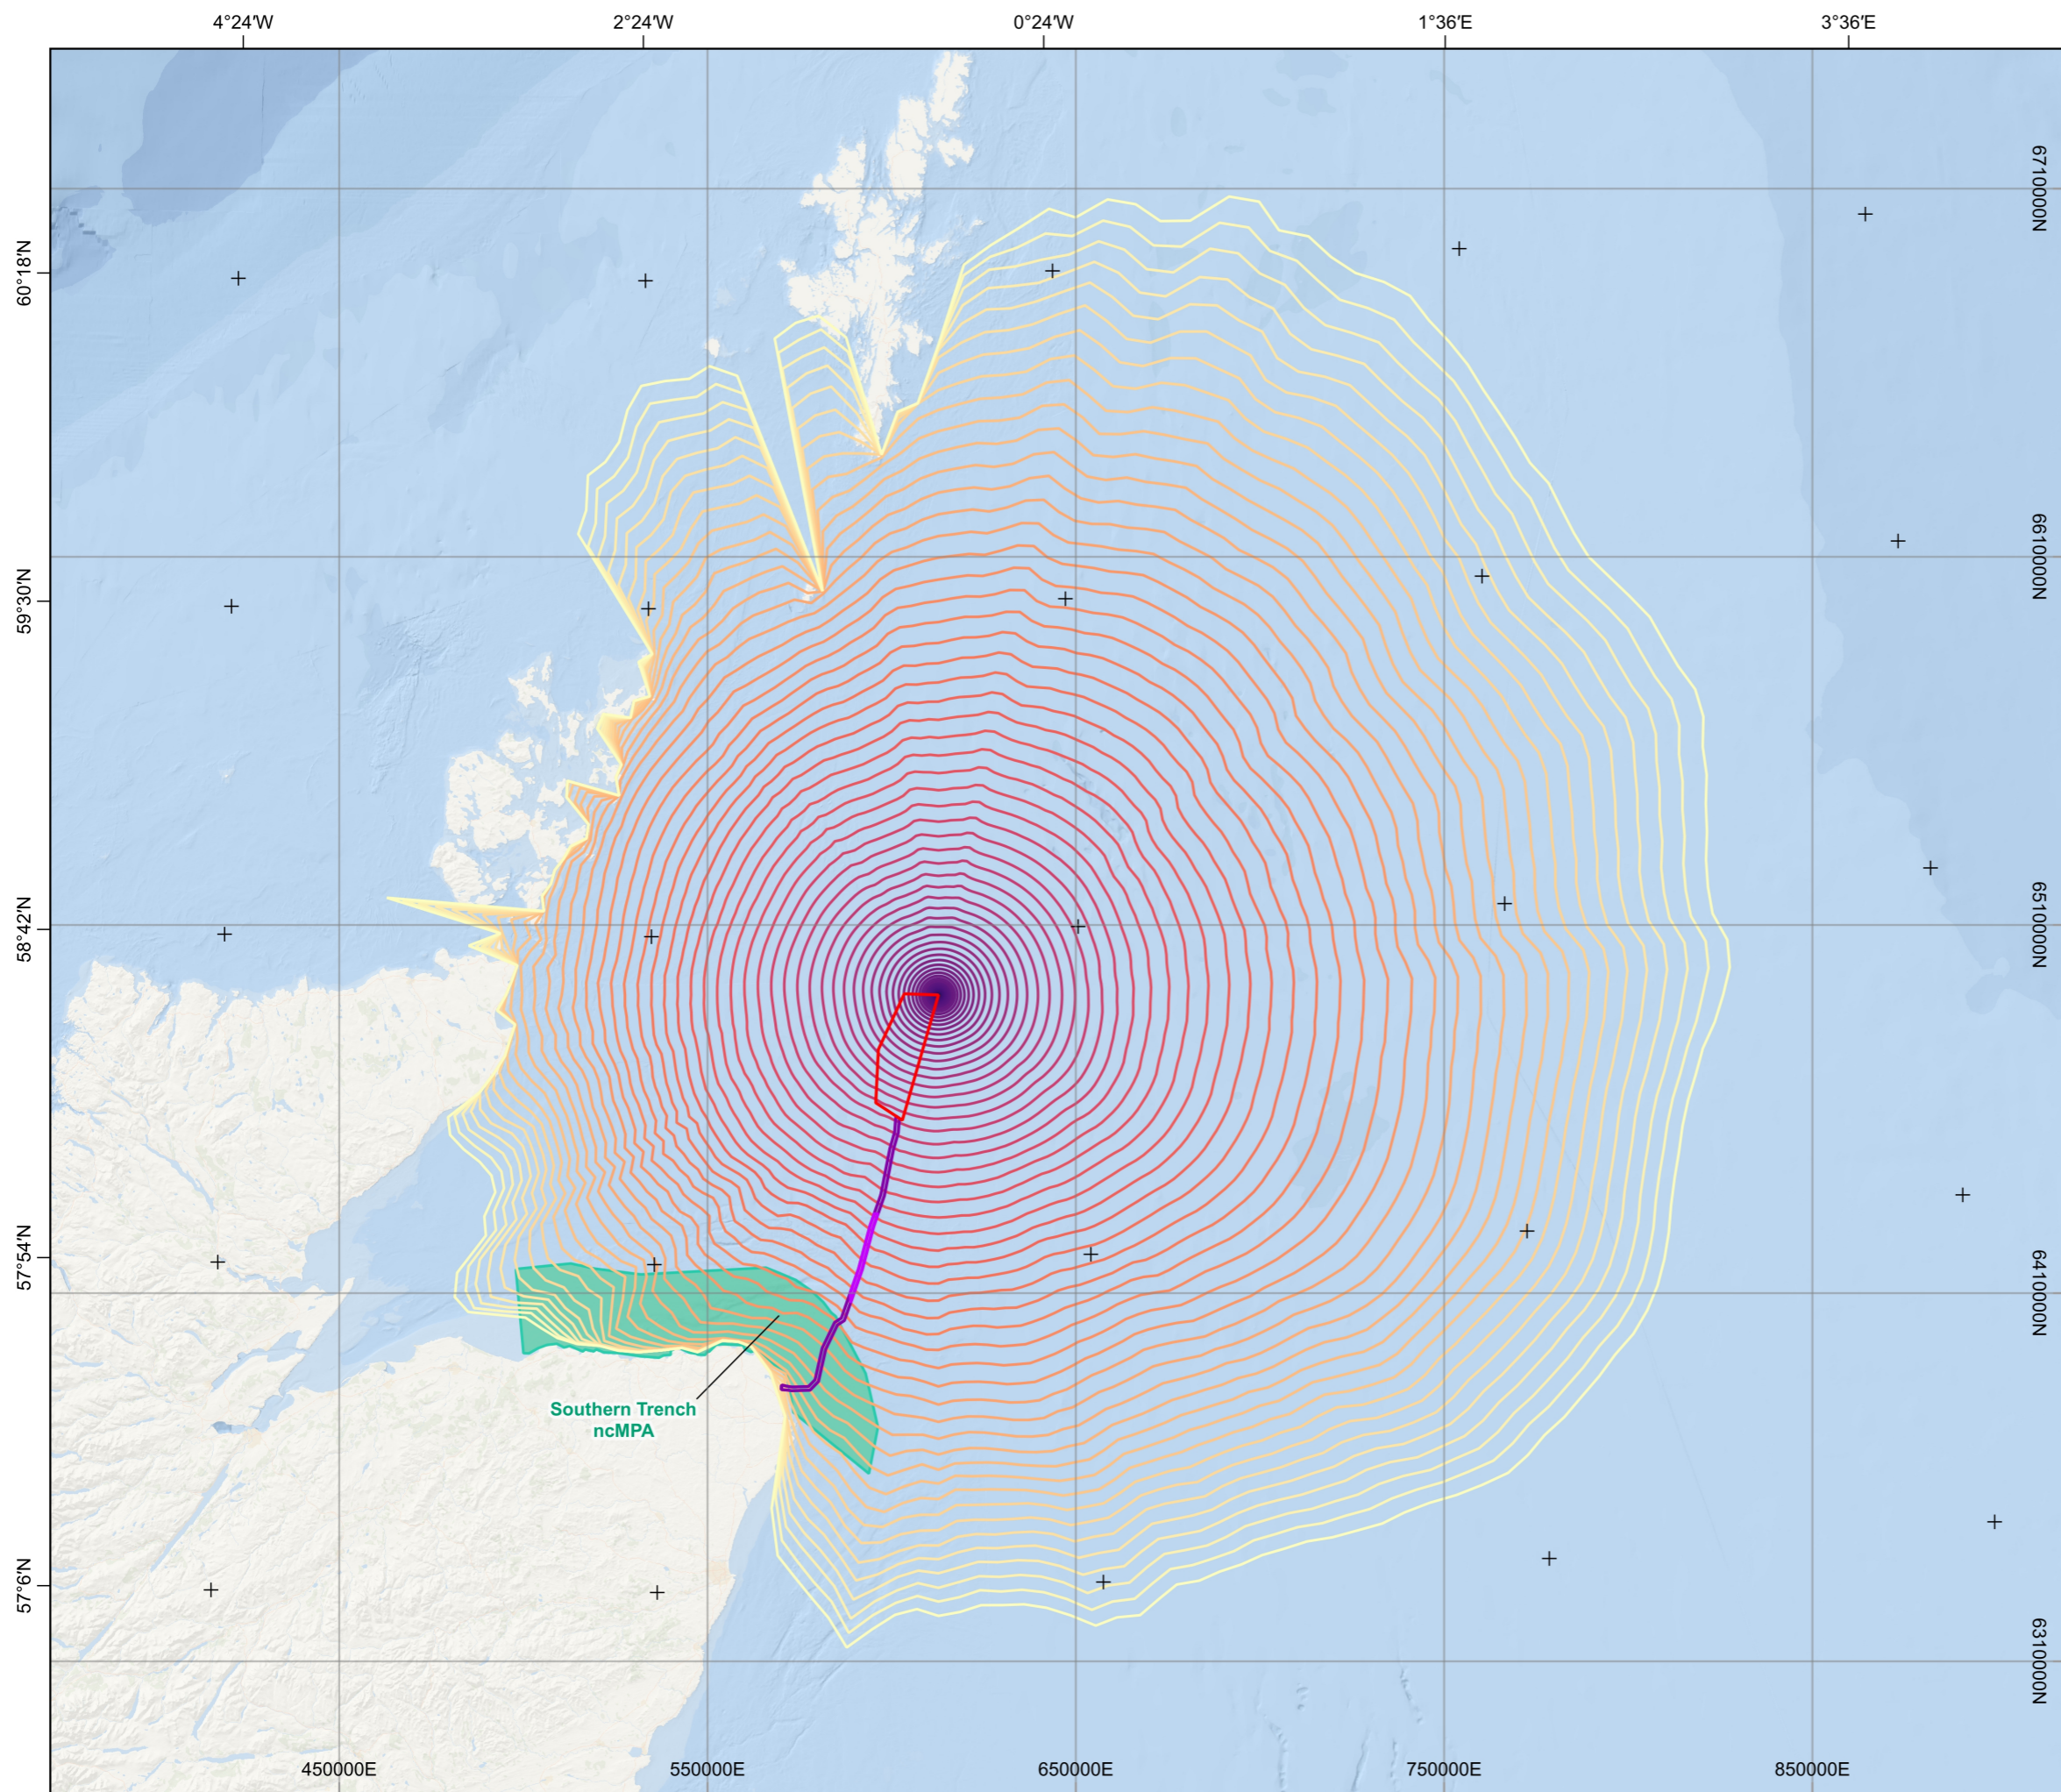 4°24'W
2°24'W
0°24'W
1°36'E
3°36'E
6710000N
60°18'N
6610000N
59°30'N
6510000N
58°42'N
6410000N
57°54'N
Southern Trench
ncMPA
57°6'N
6310000N
450000E
550000E
650000E
750000E
850000E